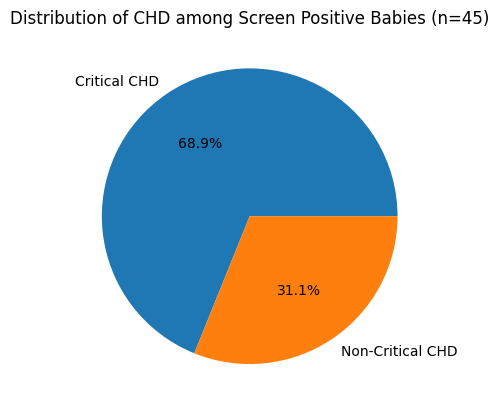 Distribution of CHD among Screen Positive Babies (n=45)
Critical CHD
68.9%
31.1%
Non-Critical CHD